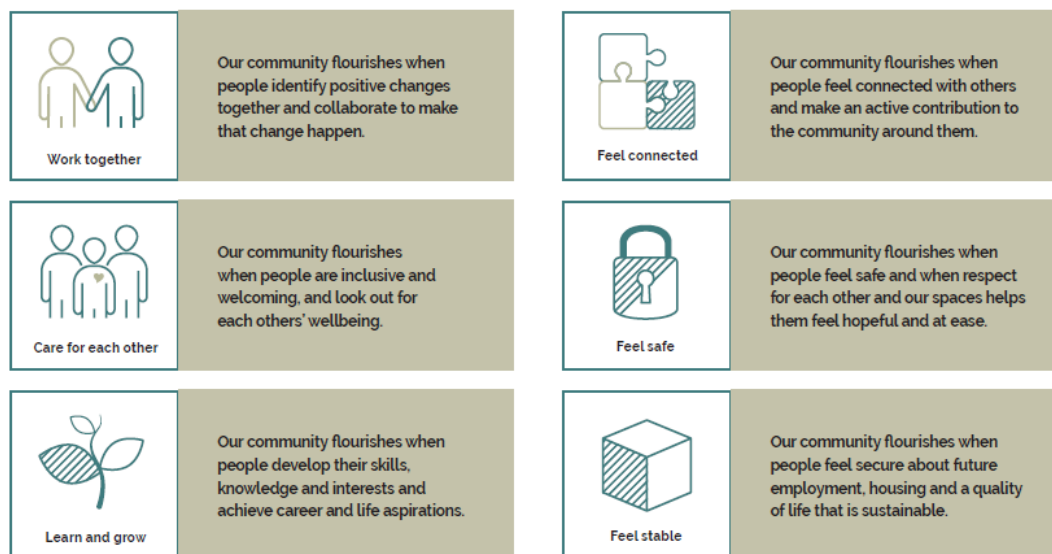 Work together
Our community flourishes when
people identify positive changes
together and collaborate to make
that change happen.
Feel connected
Our community flourishes when
people feel connected with others
and make an active contribution to
the community around them.
Care for each other
Our community flourishes
when people are inclusive and
welcoming, and look out for
each others’ wellbeing.
Feel safe
Our community flourishes when
people feel safe and when respect
for each other and our spaces helps
them feel hopeful and at ease.
Learn and grow
Our community flourishes when
people develop their skills,
knowledge and interests and
achieve career and life aspirations.
Feel stable
Our community flourishes when
people feel secure about future
employment, housing and a quality
of life that is sustainable.